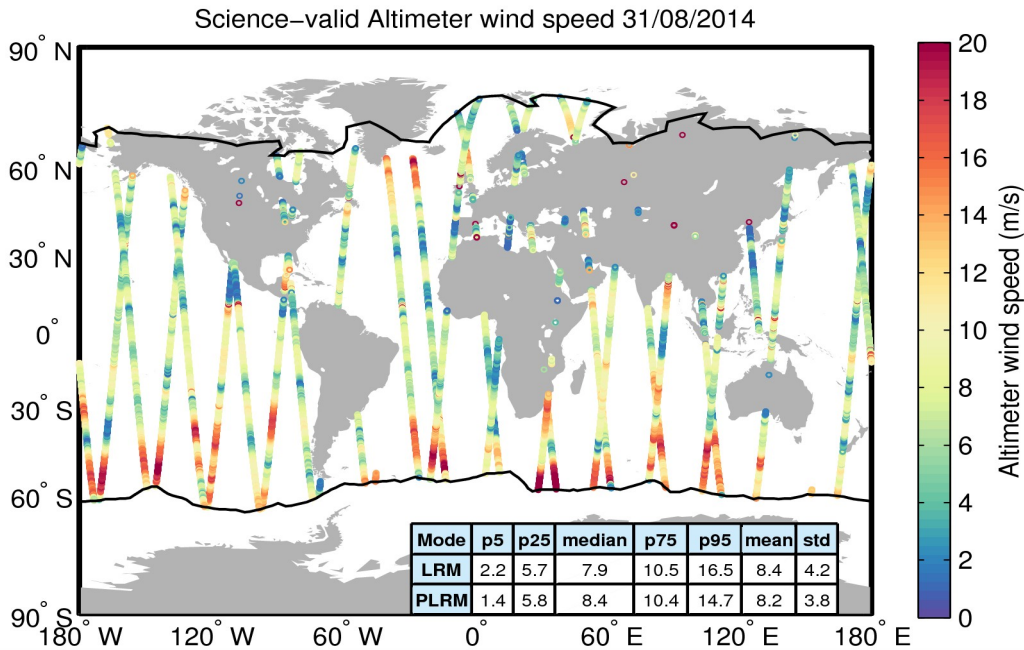 Science−valid Altimeter wind speed 31/08/2014
90° N
60° N
30° N
0°
30° S
60° S
90° S
180° W
120° W
60° W
0°
60° E
120° E
180° E
Mode p5 p25 median p75 p95 mean std
LRM 2.2 5.7 7.9 10.5 16.5 8.4 4.2
PLRM 1.4 5.8 8.4 10.4 14.7 8.2 3.8
20
18
16
14
12
10
8
6
4
2
0
Altimeter wind speed (m/s)